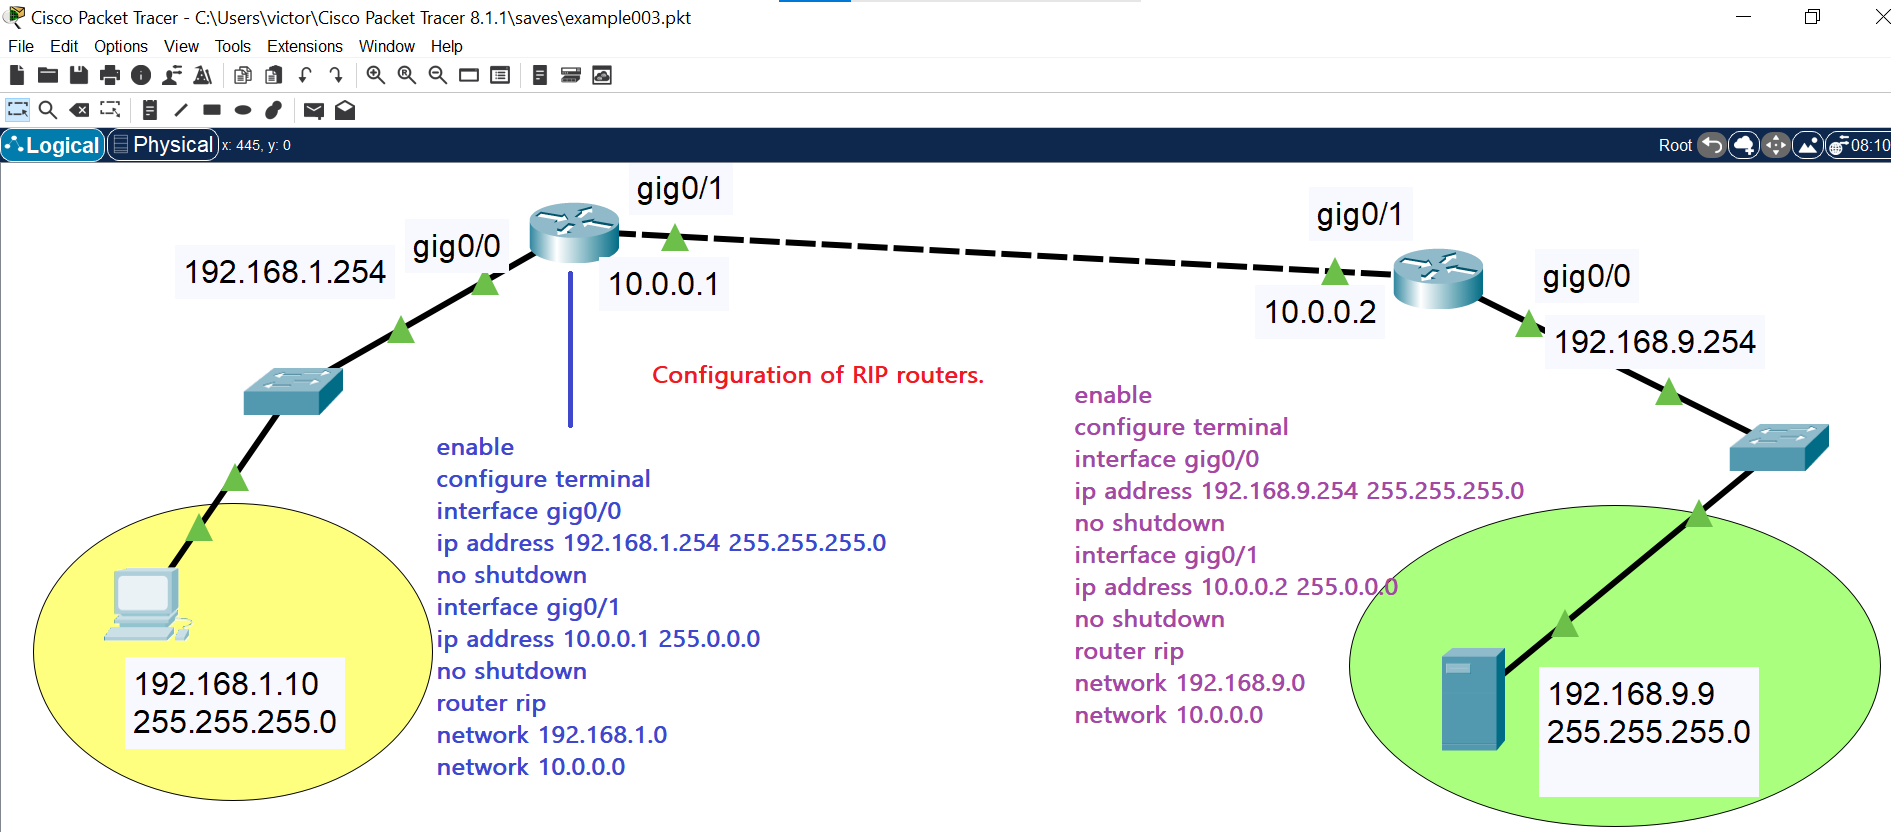 Cisco Packet Tracer - C:\Users\victor\Cisco Packet Tracer 8.1.1\saves\example003.pkt
File Edit Options View Tools Extensions Window Help
Logical Physical x: 445, y: 0 Root 08:10
gig0/1
gig0/0
192.168.1.254
10.0.0.1
gig0/1
gig0/0
10.0.0.2
192.168.9.254
Configuration of RIP routers.
enable
configure terminal
interface gig0/0
ip address 192.168.1.254 255.255.255.0
no shutdown
interface gig0/1
ip address 10.0.0.1 255.0.0.0
no shutdown
router rip
network 192.168.1.0
network 10.0.0.0
enable
configure terminal
interface gig0/0
ip address 192.168.9.254 255.255.255.0
no shutdown
interface gig0/1
ip address 10.0.0.2 255.0.0.0
no shutdown
router rip
network 192.168.9.0
network 10.0.0.0
192.168.1.10
255.255.255.0
192.168.9.9
255.255.255.0